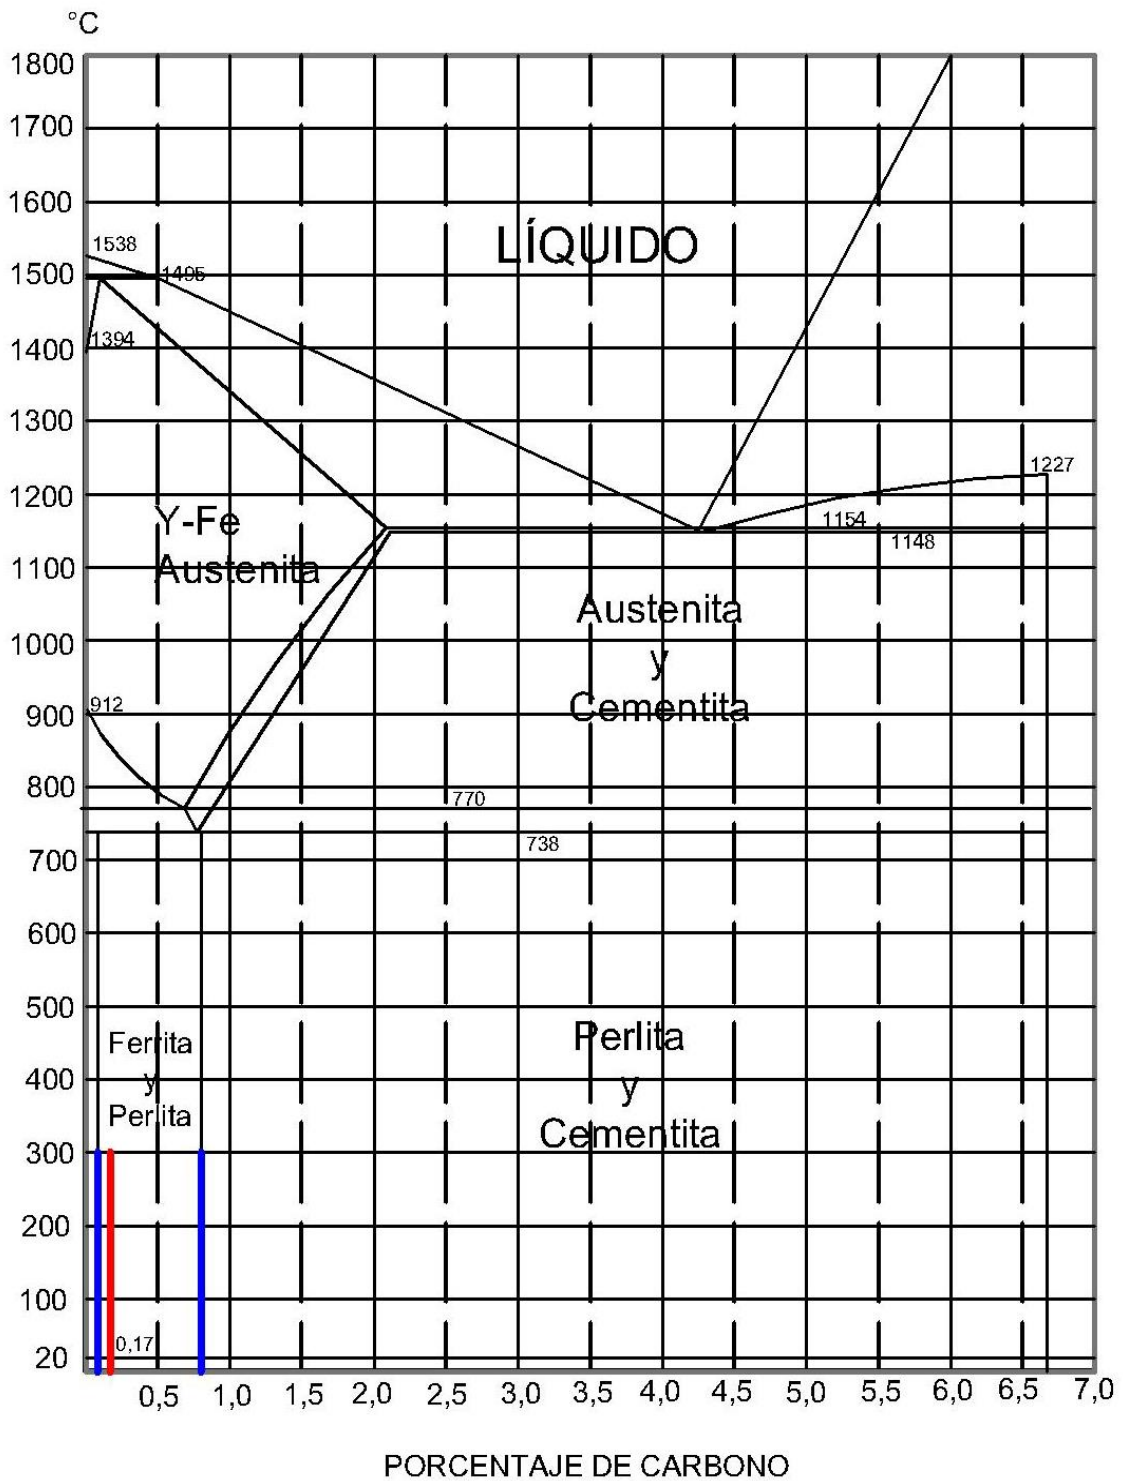 °C
1800
1700
1600
LÍQUIDO
1538
1500
1495
1400
1394
1300
1227
1200
1154
1148
Y-Fe
Austenita
1100
Austenita
y
Cementita
1000
900
912
800
770
738
700
600
500
Ferrita
y
Perlita
Perlita
y
Cementita
400
300
200
100
0,17
20
0,5 1,0 1,5 2,0 2,5 3,0 3,5 4,0 4,5 5,0 5,5 6,0 6,5 7,0
PORCENTAJE DE CARBONO